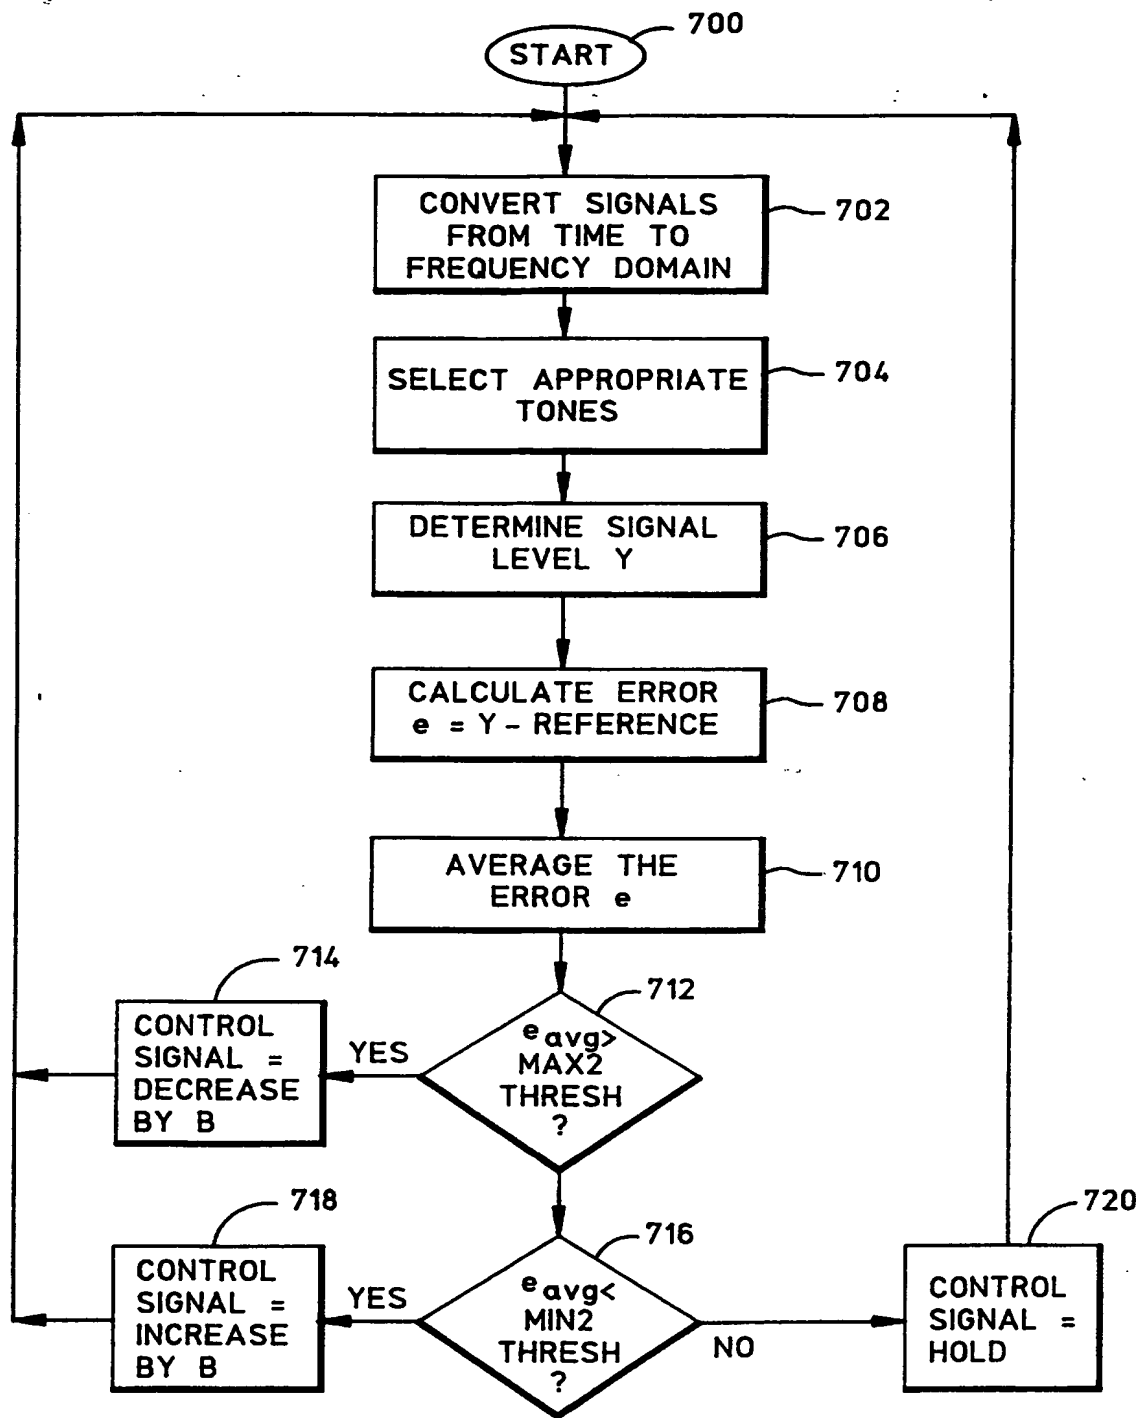 START
700
CONVERT SIGNALS
FROM TIME TO
FREQUENCY DOMAIN
702
SELECT APPROPRIATE
TONES
704
DETERMINE SIGNAL
LEVEL Y
706
CALCULATE ERROR
e = Y - REFERENCE
708
AVERAGE THE
ERROR e
710
714
CONTROL
SIGNAL =
DECREASE
BY B
YES
712
e avg>
MAX2
THRESH
?
718
CONTROL
SIGNAL =
INCREASE
BY B
YES
716
e avg<
MIN2
THRESH
?
NO
720
CONTROL
SIGNAL =
HOLD